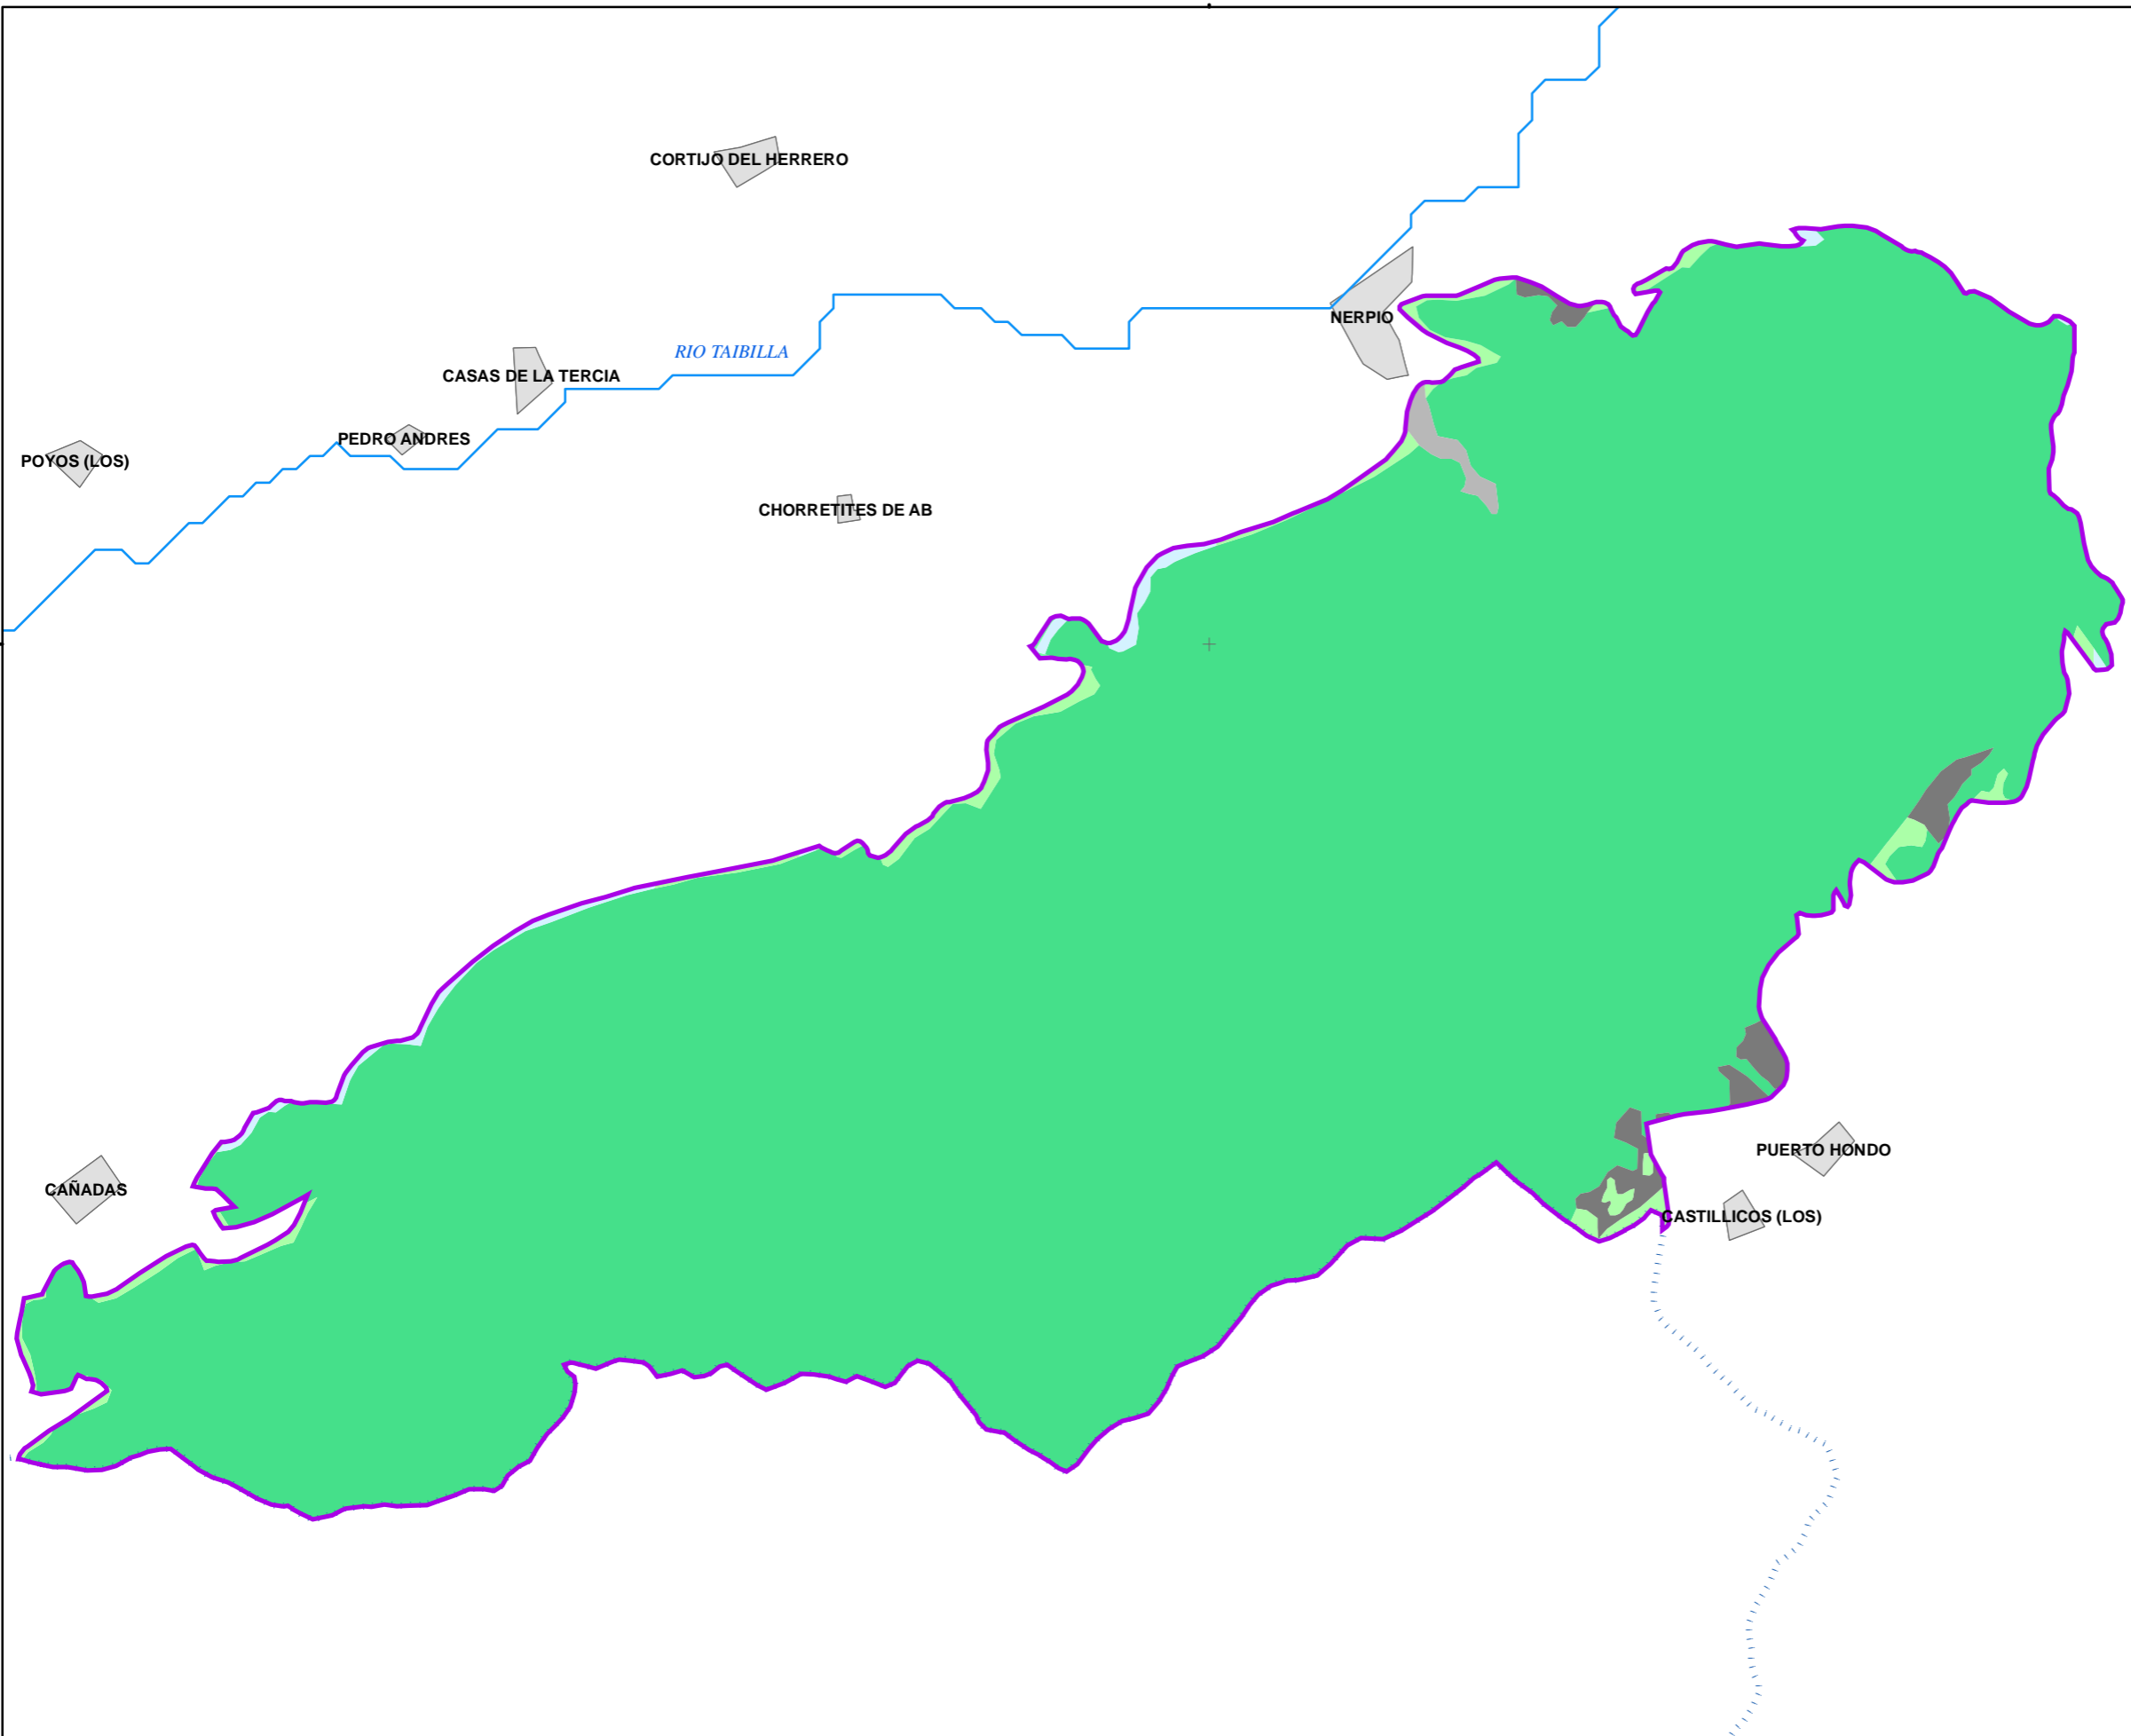 CORTIJO DEL HERRERO
NERPIO
RIO TAIBILLA
CASAS DE LA TERCIA
PEDRO ANDRES
POYOS (LOS)
CHORRETITES DE AB
PUERTO HONDO
CAÑADAS
CASTILLICOS (LOS)